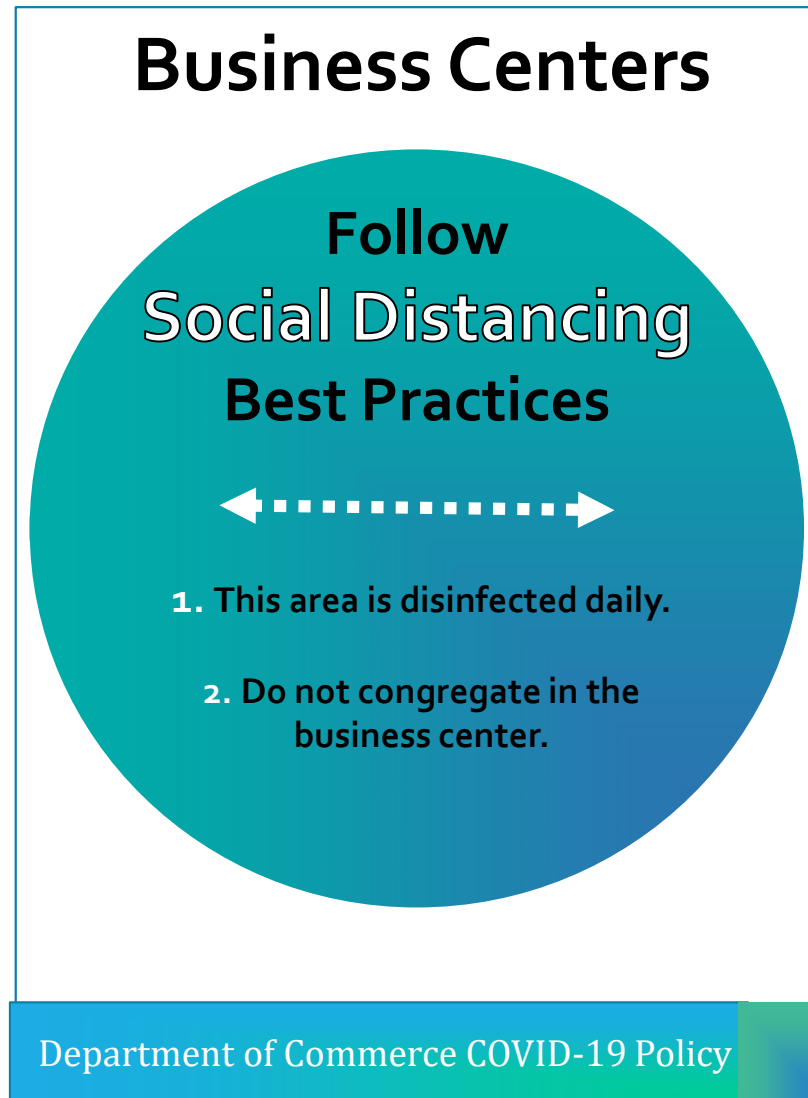 Business Centers
Follow
Social Distancing
Best Practices
1. This area is disinfected daily.
2. Do not congregate in the
business center.
Department of Commerce COVID-19 Policy